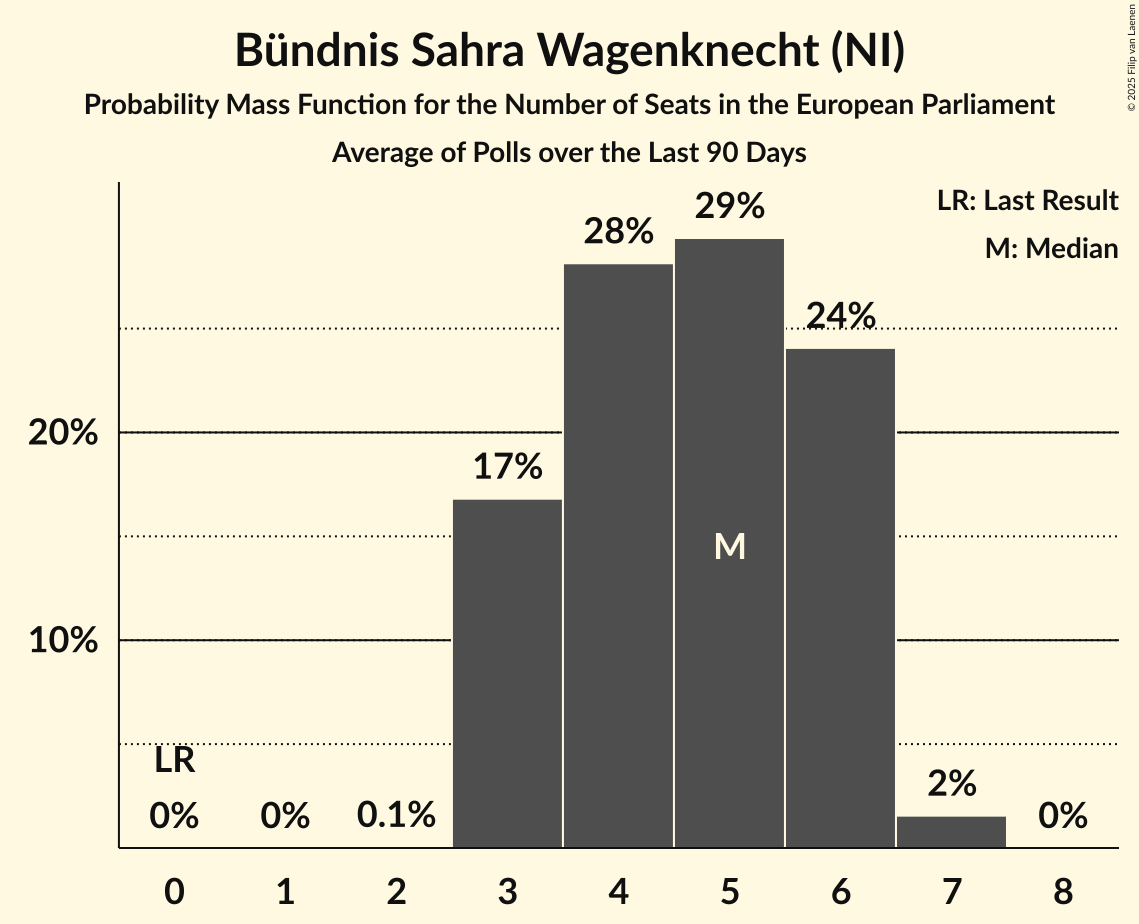 Bündnis Sahra Wagenknecht (NI)
Probability Mass Function for the Number of Seats in the European Parliament
Average of Polls over the Last 90 Days
© 2025 Filip van Laenen
LR: Last Result
M: Median
29%
28%
24%
20%
17%
M
10%
LR
2%
0% 0% 0.1% 0%
0 1 2 3 4 5 6 7 8